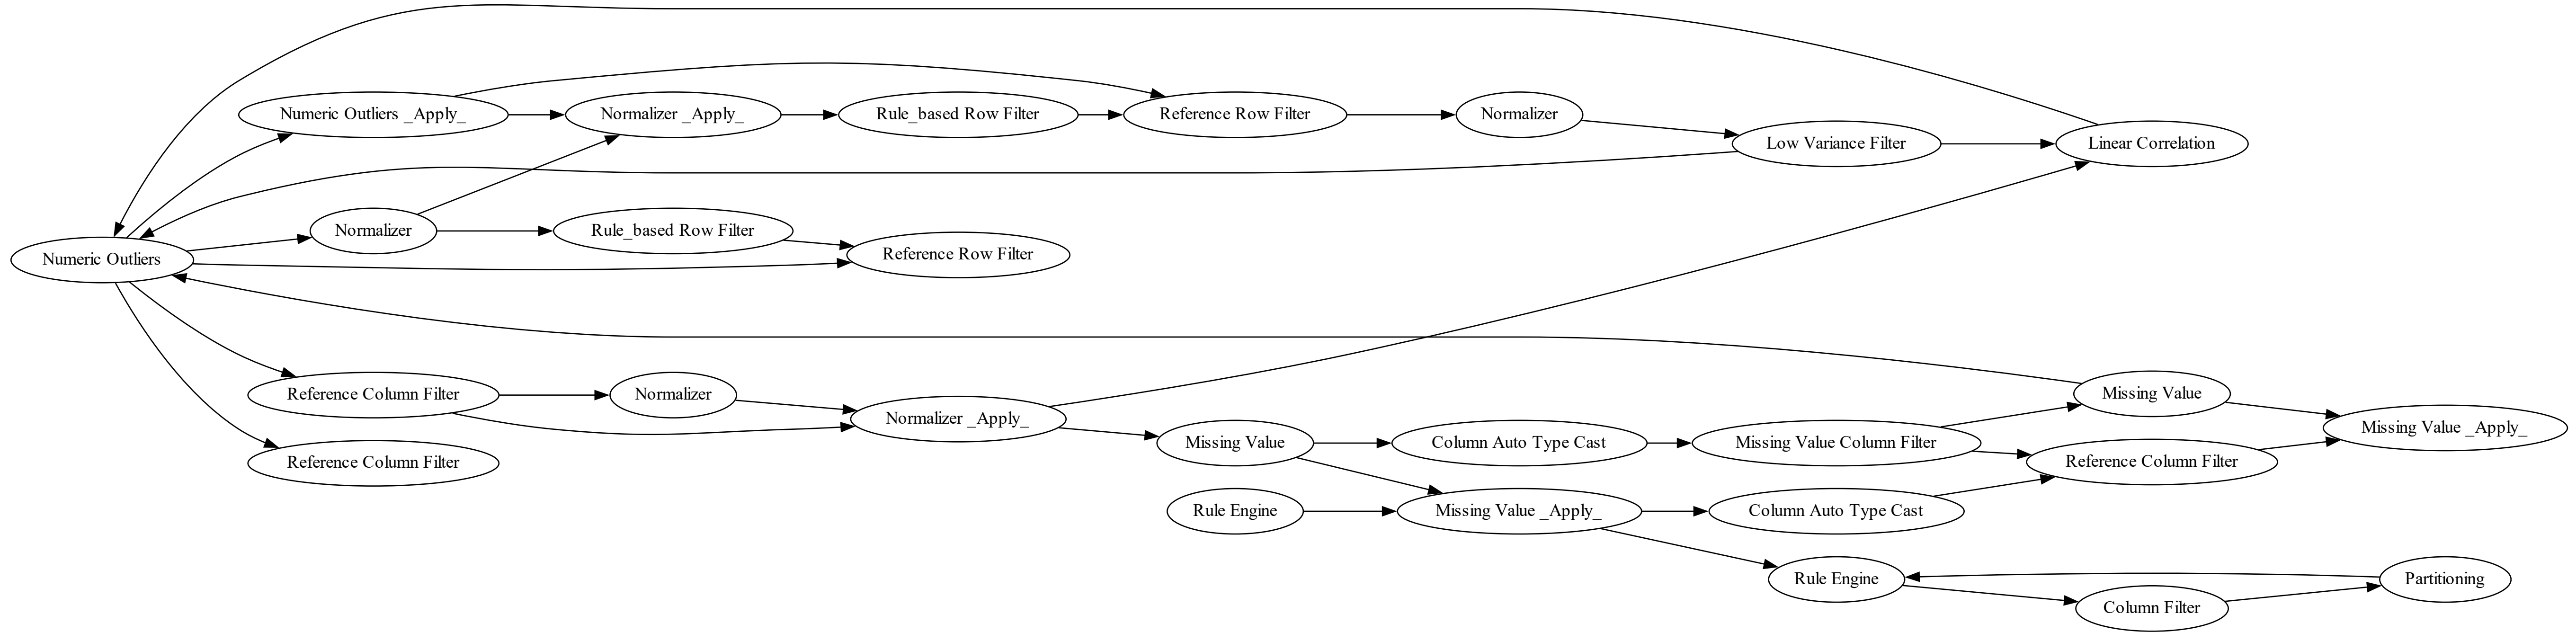 Numeric Outliers _Apply_
Normalizer _Apply_
Rule_based Row Filter
Reference Row Filter
Normalizer
Low Variance Filter
Linear Correlation
Normalizer
Rule_based Row Filter
Reference Row Filter
Numeric Outliers
Reference Column Filter
Normalizer
Normalizer _Apply_
Missing Value
Missing Value _Apply_
Missing Value
Column Auto Type Cast
Missing Value Column Filter
Reference Column Filter
Reference Column Filter
Rule Engine
Missing Value _Apply_
Column Auto Type Cast
Rule Engine
Partitioning
Column Filter